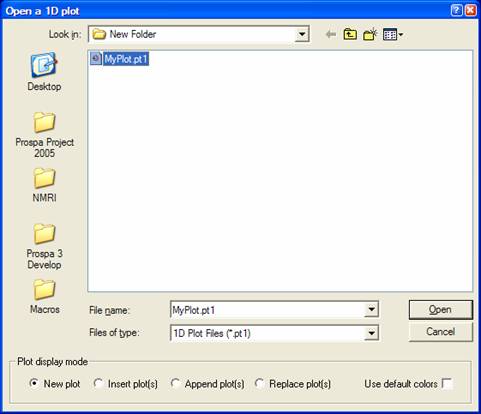 Open a 1D plot
Look in: New Folder
MyPlot.pt1
Desktop
Prospa Project
2005
NMRI
Prospa 3
Develop
Macros
File name: MyPlot.pt1 Open
Files of type: 1D Plot Files (*.pt1) Cancel
Plot display mode
New plot Insert plot(s) Append plot(s) Replace plot(s) Use default colors